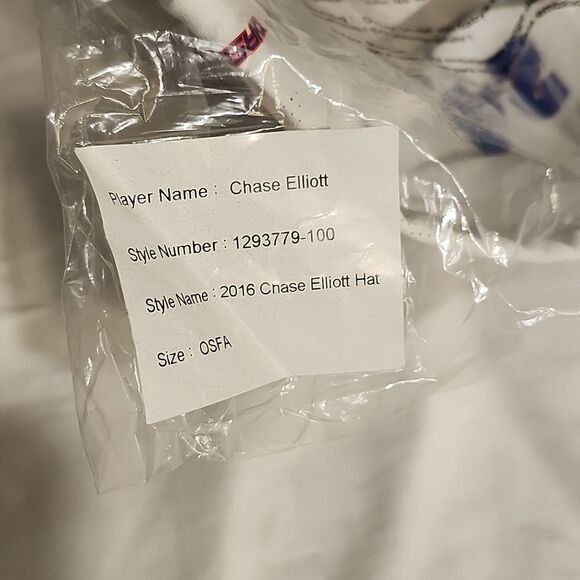 Player Name : Chase Elliott
Style Number : 1293779-100
Style Name : 2016 Chase Elliott Hat
Size : OSFA